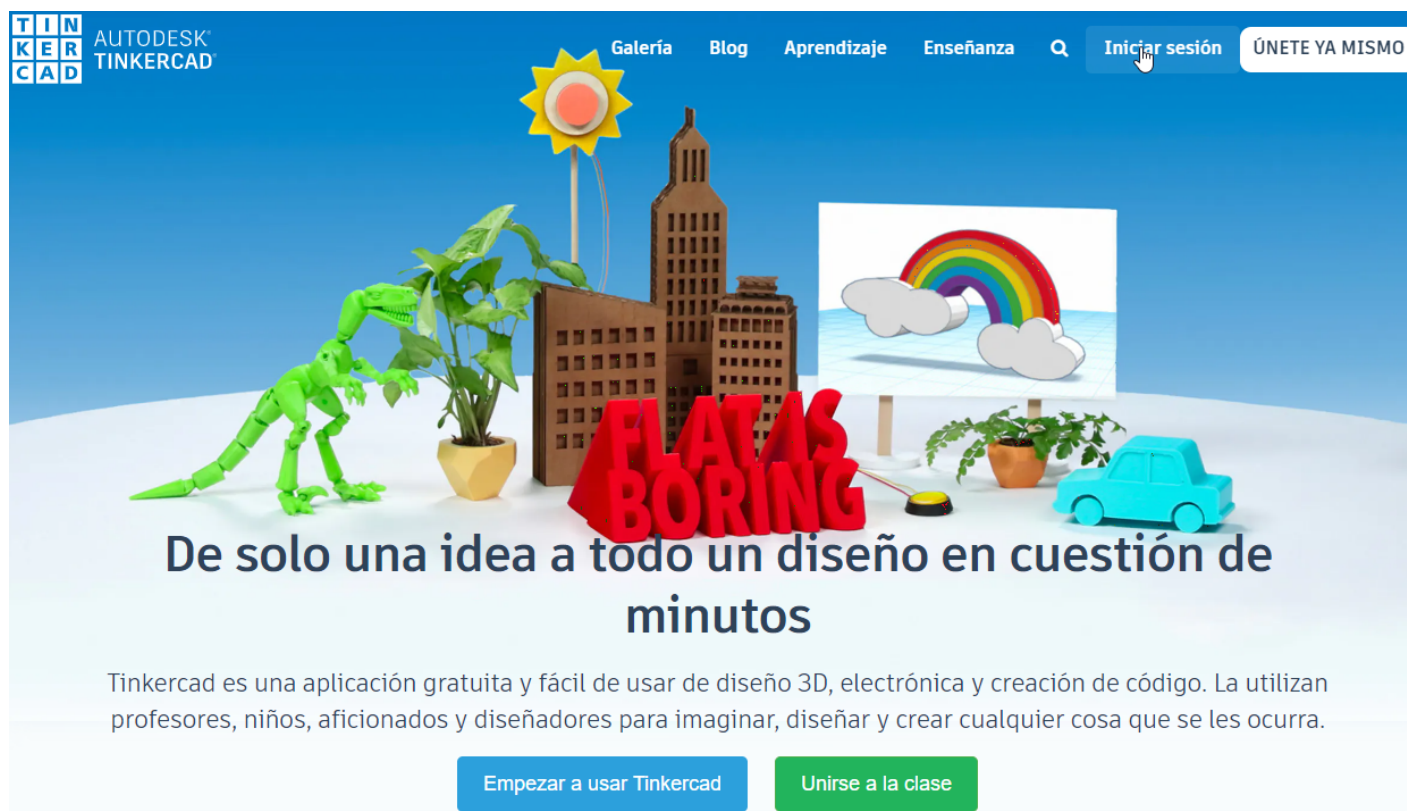 TIN
KER
CAD
AUTODESK®
TINKERCAD®
Galería Blog Aprendizaje Enseñanza Iniciar sesión ÚNETE YA MISMO
FLAT IS
BORING
De solo una idea a todo un diseño en cuestión de
minutos
Tinkercad es una aplicación gratuita y fácil de usar de diseño 3D, electrónica y creación de código. La utilizan
profesores, niños, aficionados y diseñadores para imaginar, diseñar y crear cualquier cosa que se les ocurra.
Empezar a usar Tinkercad Unirse a la clase